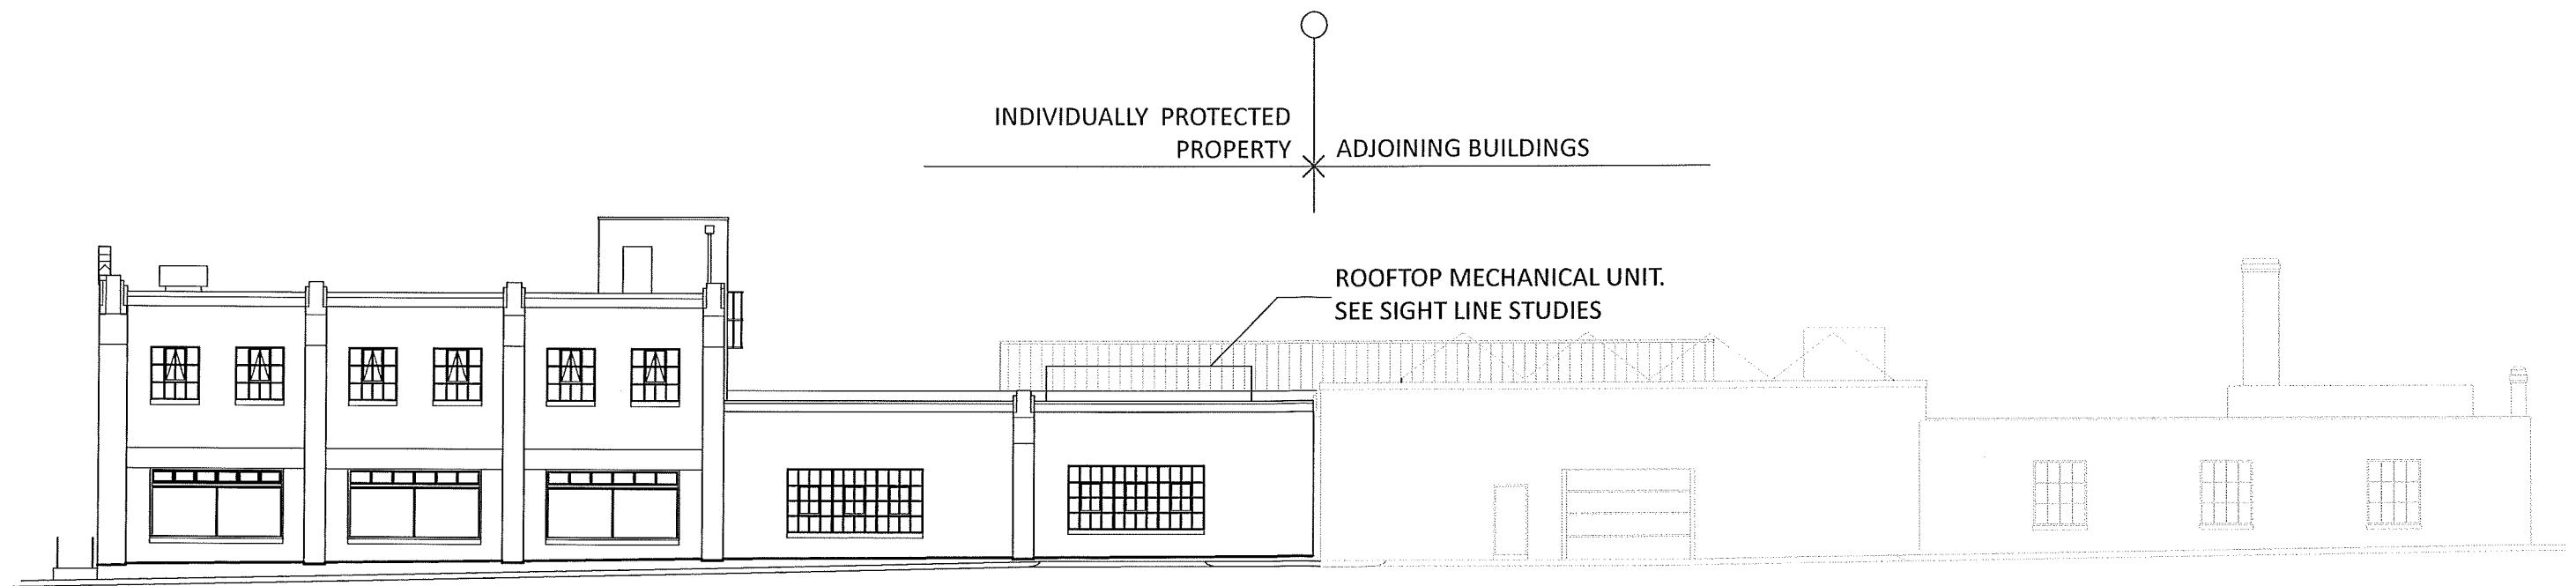 INDIVIDUALLY PROTECTED
PROPERTY
ADJOINING BUILDINGS
ROOFTOP MECHANICAL UNIT.
SEE SIGHT LINE STUDIES